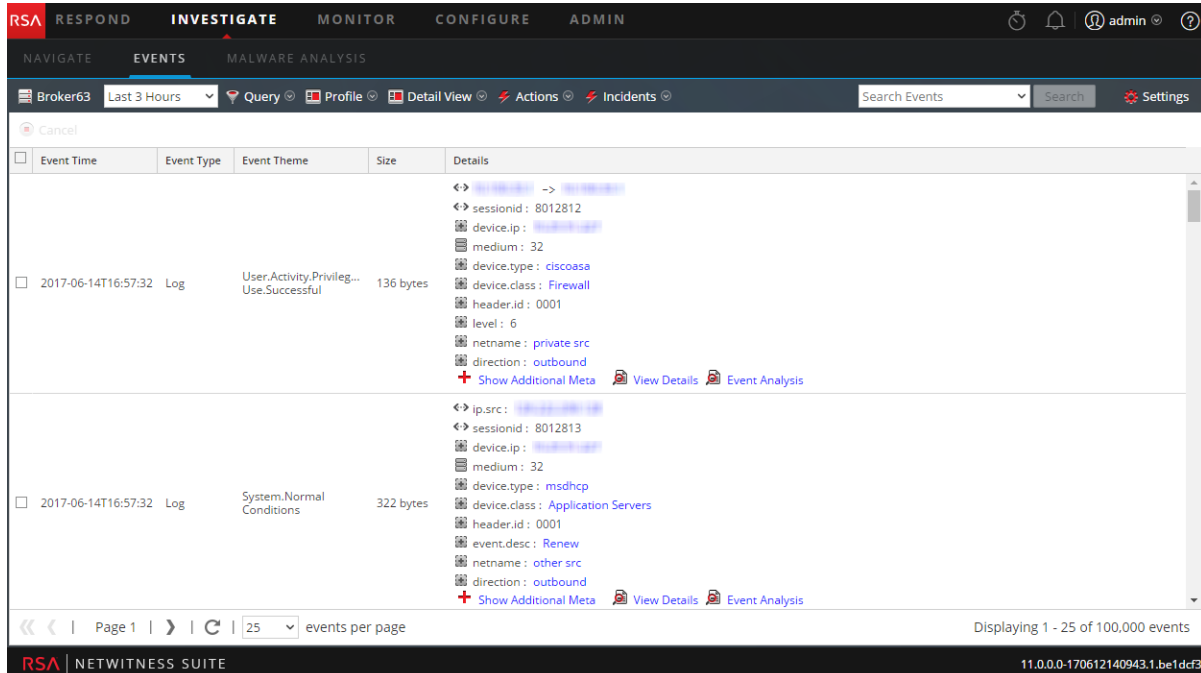 RSA RESPOND INVESTIGATE MONITOR CONFIGURE ADMIN admin ?
NAVIGATE EVENTS MALWARE ANALYSIS
Broker63 Last 3 Hours Query Profile Detail View Actions Incidents Search Events Search Settings
Cancel
Event Time Event Type Event Theme Size Details
->
sessionid : 8012812
device.ip :
medium : 32
device.type : ciscoasa
device.class : Firewall
header.id : 0001
level : 6
netname : private src
direction : outbound
Show Additional Meta View Details Event Analysis
2017-06-14T16:57:32 Log User.Activity.Privileg... 136 bytes
Use.Successful
ip.src :
sessionid : 8012813
device.ip :
medium : 32
device.type : msdhcp
device.class : Application Servers
header.id : 0001
event.desc : Renew
netname : other src
direction : outbound
Show Additional Meta View Details Event Analysis
2017-06-14T16:57:32 Log System.Normal 322 bytes
Conditions
Page 1 | 25 events per page Displaying 1 - 25 of 100,000 events
RSA NETWITNESS SUITE 11.0.0.0-170612140943.1.be1dcf3